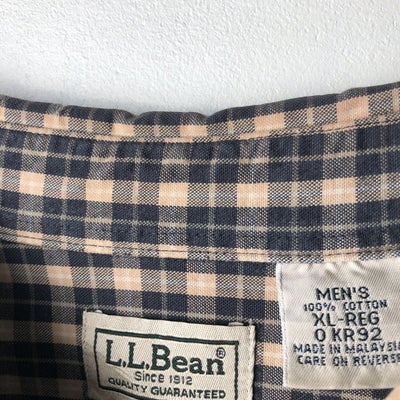 L.L.Bean®
Since 1912
QUALITY GUARANTEED
MEN'S
100% COTTON
XL-REG
0 KR92
MADE IN MALAYSIA
CARE ON REVERSE